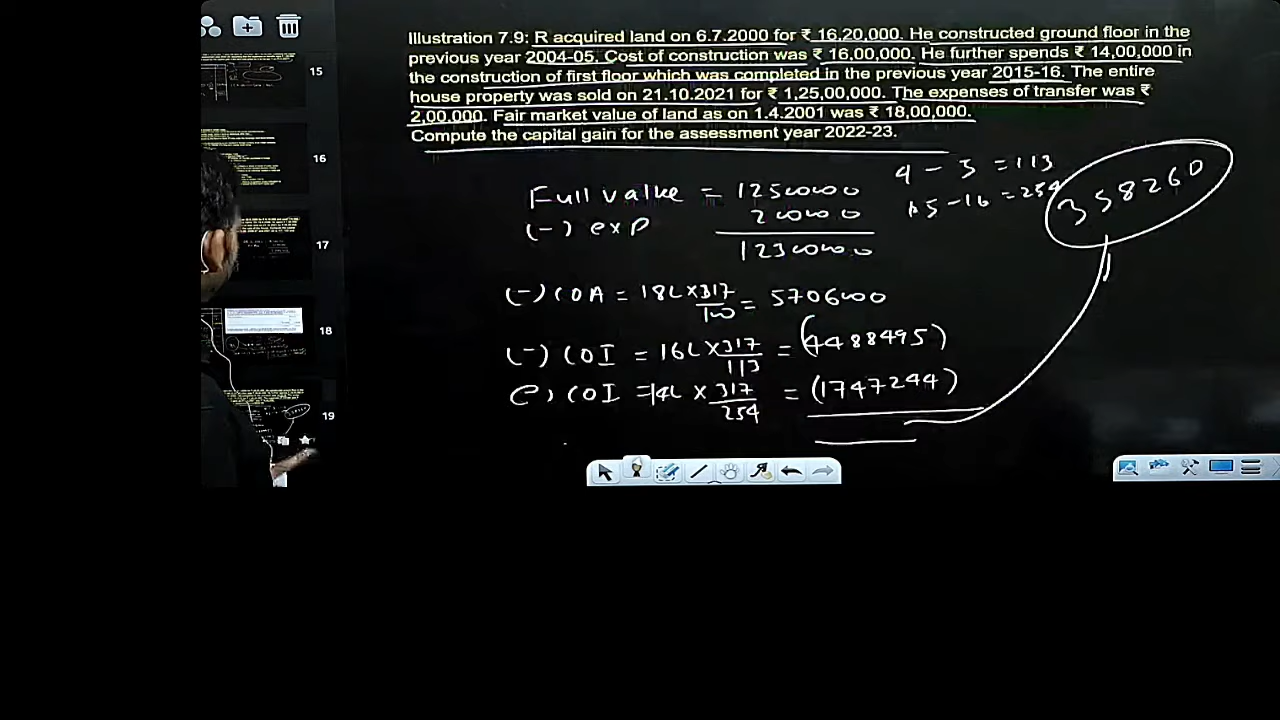 Illustration 7.9: R acquired land on 6.7.2000 for ₹ 16,20,000. He constructed ground floor in the
previous year 2004-05. Cost of construction was ₹ 16,00,000. He further spends ₹ 14,00,000 in
the construction of first floor which was completed in the previous year 2015-16. The entire
house property was sold on 21.10.2021 for ₹ 1,25,00,000. The expenses of transfer was ₹
2,00,000. Fair market value of land as on 1.4.2001 was ₹ 18,00,000.
Compute the capital gain for the assessment year 2022-23.
4 - 5 = 113
15-16 = 254
358260
Full value = 12500000
(-) exp 200000
12300000
(-) COA = 18L x 317/100 = 5706000
(-) COI = 16L x 317/113 = (4488495)
(-) COI = 14L x 317/254 = (1747244)
15
16
17
18
19